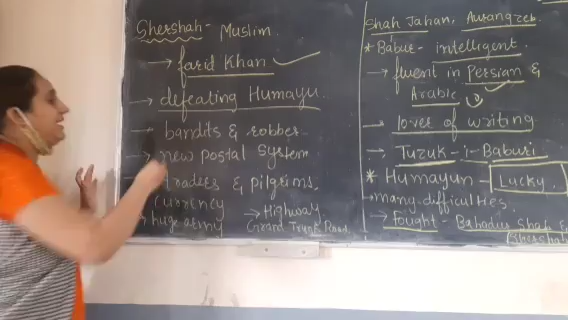 Shershah - Muslim.
→ farid Khan
→ defeating Humayu.
→ bandits & robber
→ new postal System
→ traders & pilgrims,
currency → Highway
huge army Grand Trunk Road.
Shah Jahan, Aurangzeb.
* Babur - intelligent.
→ fluent in Persian &
Arabic
→ lover of writing
→ Tuzuk-i-Baburi
* Humayun - Lucky.
→ many difficulties.
→ fought - Bahadur Shah &
Shershah